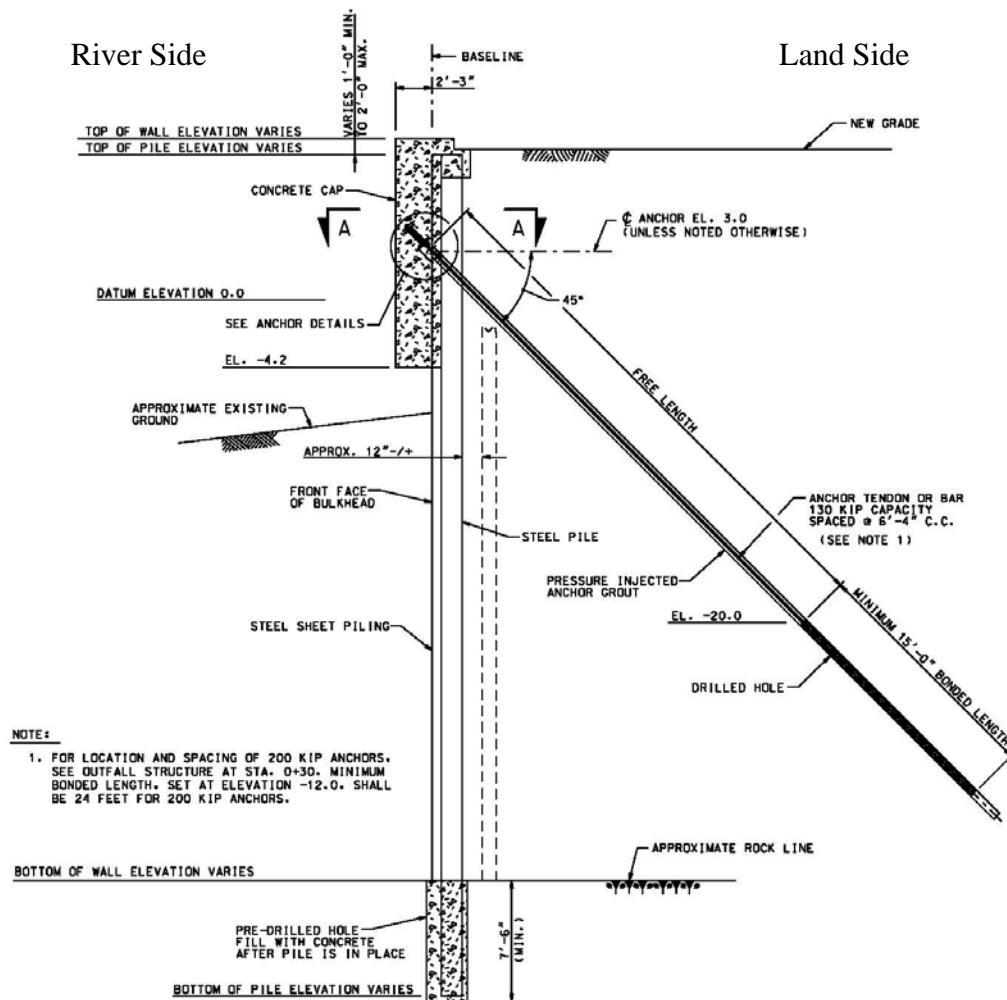 River Side
Land Side
VARIES 1'-0" MIN.
TO 2'-0" MAX.
BASELINE
2'-3"
TOP OF WALL ELEVATION VARIES
TOP OF PILE ELEVATION VARIES
NEW GRADE
CONCRETE CAP
A
A
℄ ANCHOR EL. 3.0
(UNLESS NOTED OTHERWISE)
DATUM ELEVATION 0.0
45°
SEE ANCHOR DETAILS
EL. -4.2
FREE LENGTH
APPROXIMATE EXISTING
GROUND
APPROX. 12"-/+
FRONT FACE
OF BULKHEAD
STEEL PILE
ANCHOR TENDON OR BAR
130 KIP CAPACITY
SPACED @ 6'-4" C.C.
(SEE NOTE 1)
PRESSURE INJECTED
ANCHOR GROUT
EL. -20.0
MINIMUM 15'-0" BONDED LENGTH
STEEL SHEET PILING
DRILLED HOLE
NOTE:
1. FOR LOCATION AND SPACING OF 200 KIP ANCHORS.
SEE OUTFALL STRUCTURE AT STA. 0+30. MINIMUM
BONDED LENGTH. SET AT ELEVATION -12.0. SHALL
BE 24 FEET FOR 200 KIP ANCHORS.
APPROXIMATE ROCK LINE
BOTTOM OF WALL ELEVATION VARIES
PRE-DRILLED HOLE
FILL WITH CONCRETE
AFTER PILE IS IN PLACE
7'-6"
(MIN.)
BOTTOM OF PILE ELEVATION VARIES